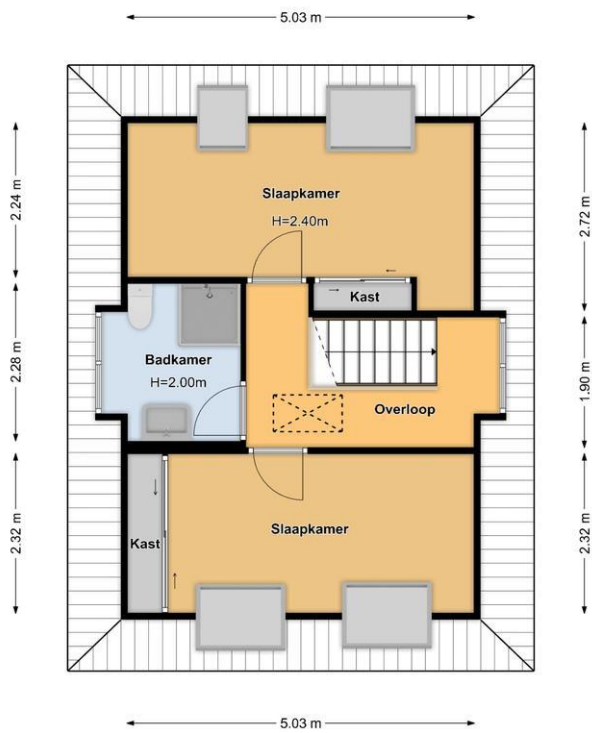 5.03 m
2.24 m
2.72 m
Slaapkamer
H=2.40m
Kast
2.28 m
Badkamer
H=2.00m
1.90 m
Overloop
2.32 m
Kast
Slaapkamer
2.32 m
5.03 m